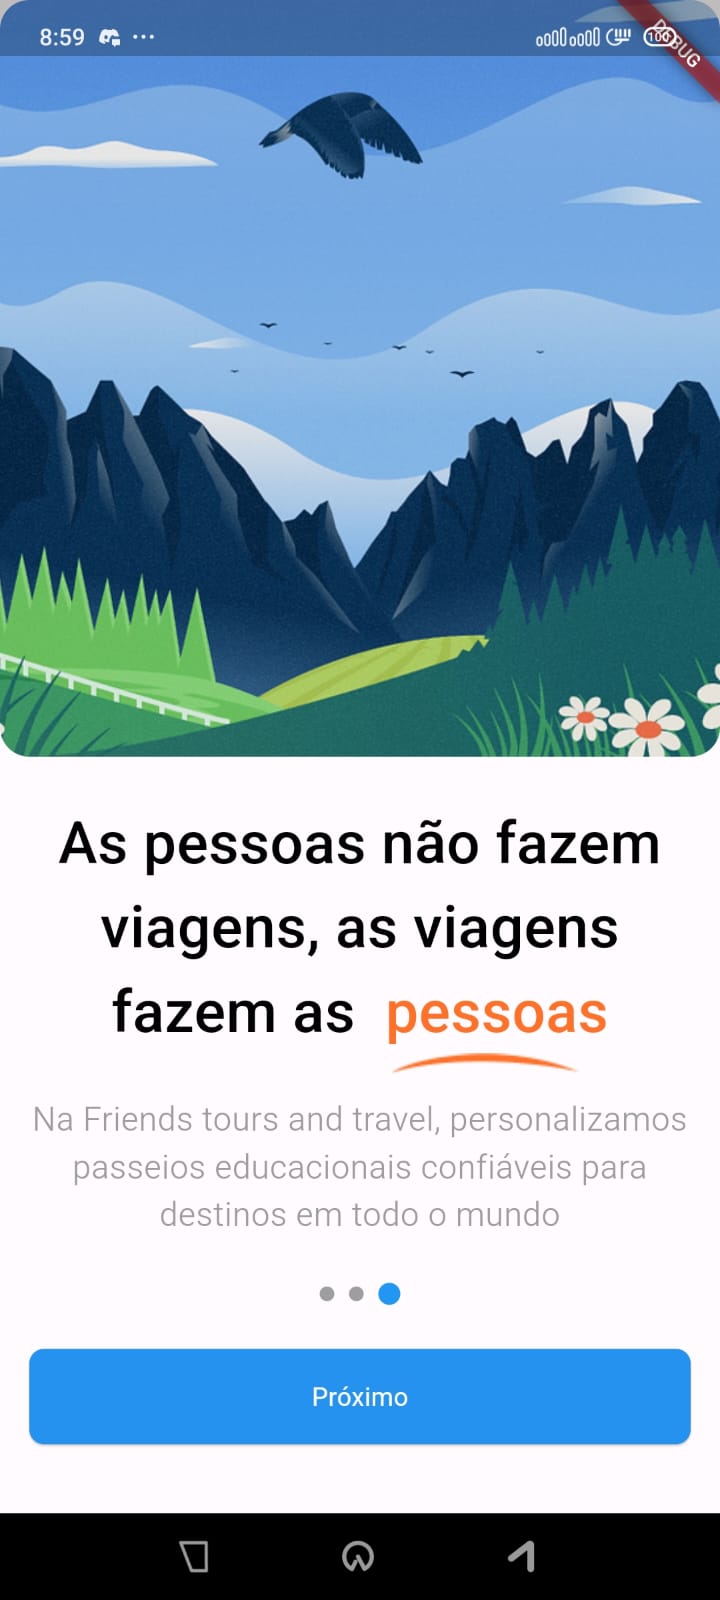 8:59
100
DEBUG
As pessoas não fazem
viagens, as viagens
fazem as pessoas
Na Friends tours and travel, personalizamos
passeios educacionais confiáveis para
destinos em todo o mundo
Próximo